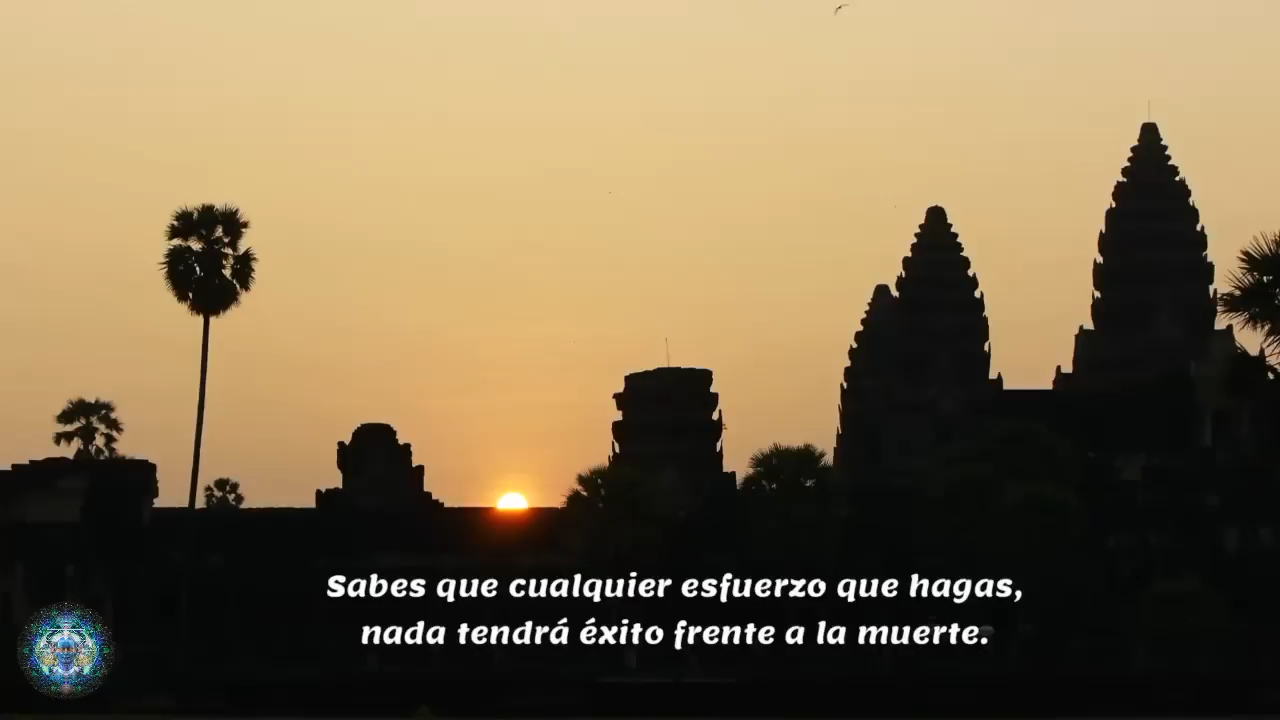 Sabes que cualquier esfuerzo que hagas,
nada tendrá éxito frente a la muerte.